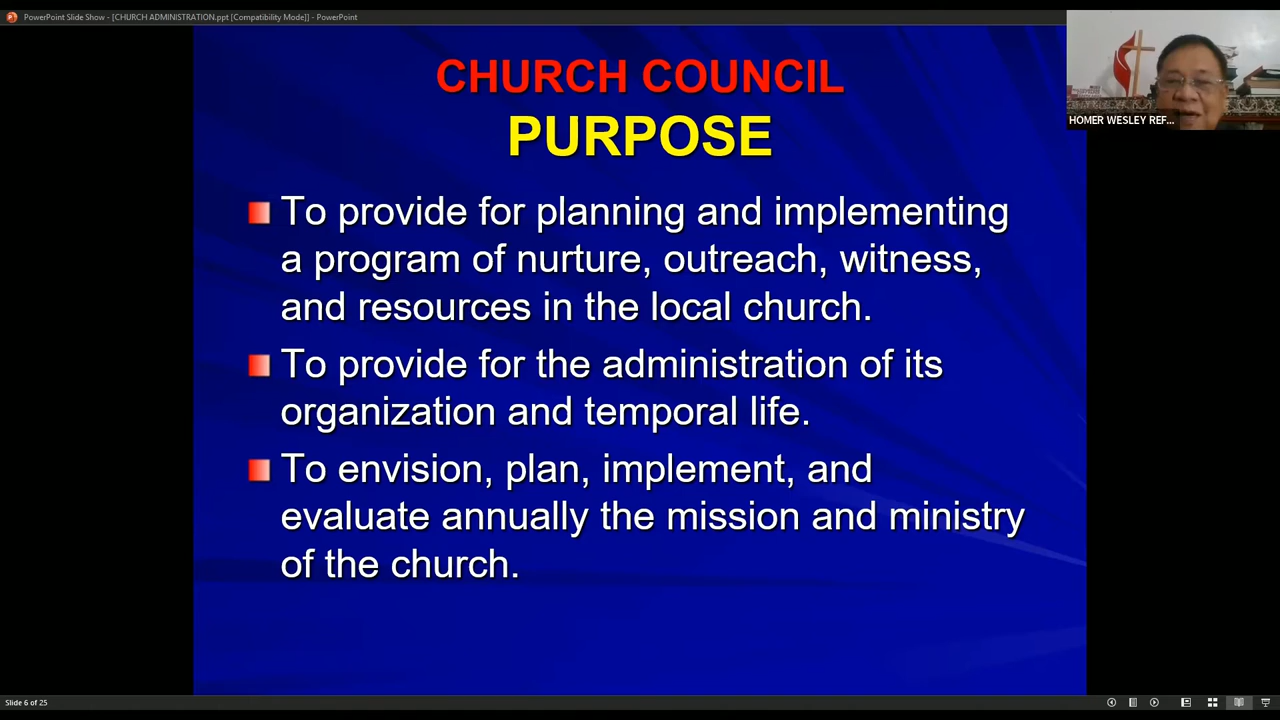 PowerPoint Slide Show - [CHURCH ADMINISTRATION.ppt [Compatibility Mode]] - PowerPoint
CHURCH COUNCIL
PURPOSE
HOMER WESLEY REF...
To provide for planning and implementing
a program of nurture, outreach, witness,
and resources in the local church.
To provide for the administration of its
organization and temporal life.
To envision, plan, implement, and
evaluate annually the mission and ministry
of the church.
Slide 6 of 25